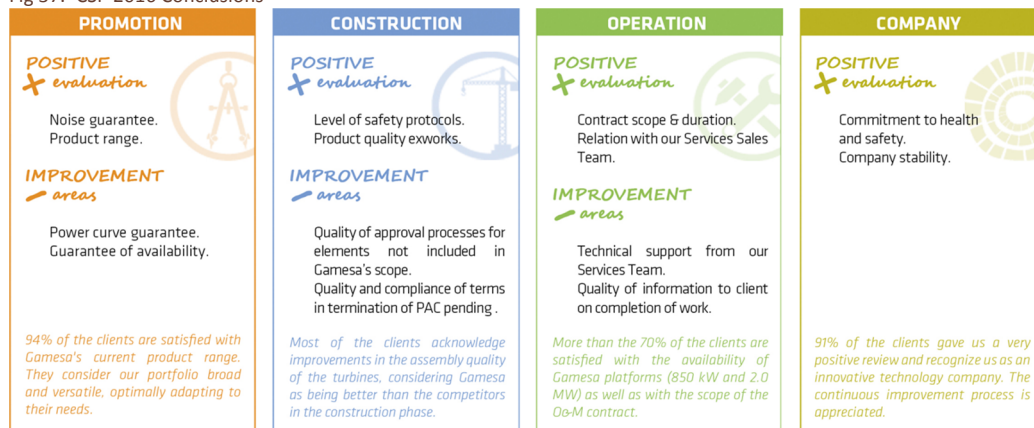 Fig 57. CSP 2010 Conclusions
PROMOTION
POSITIVE
evaluation
Noise guarantee.
Product range.
IMPROVEMENT
areas
Power curve guarantee.
Guarantee of availability.
94% of the clients are satisfied with
Gamesa's current product range.
They consider our portfolio broad
and versatile, optimally adapting to
their needs.
CONSTRUCTION
POSITIVE
evaluation
Level of safety protocols.
Product quality exworks.
IMPROVEMENT
areas
Quality of approval processes for
elements not included in
Gamesa's scope.
Quality and compliance of terms
in termination of PAC pending .
Most of the clients acknowledge
improvements in the assembly quality
of the turbines, considering Gamesa
as being better than the competitors
in the construction phase.
OPERATION
POSITIVE
evaluation
Contract scope & duration.
Relation with our Services Sales
Team.
IMPROVEMENT
areas
Technical support from our
Services Team.
Quality of information to client
on completion of work.
More than the 70% of the clients are
satisfied with the availability of
Gamesa platforms (850 kW and 2.0
MW) as well as with the scope of the
O&M contract.
COMPANY
POSITIVE
evaluation
Commitment to health
and safety.
Company stability.
91% of the clients gave us a very
positive review and recognize us as an
innovative technology company. The
continuous improvement process is
appreciated.